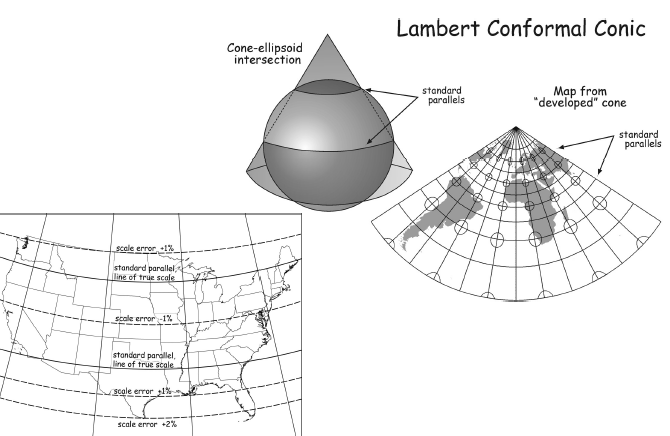 Lambert Conformal Conic
Cone-ellipsoid
intersection
standard
parallels
Map from
"developed" cone
standard
parallels
scale error +1%
standard parallel,
line of true scale
scale error -1%
standard parallel,
line of true scale
scale error +1%
scale error +2%